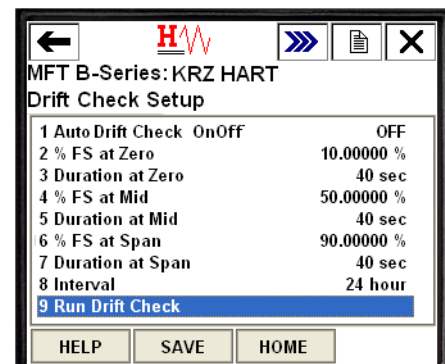 H
MFT B-Series: KRZ HART
Drift Check Setup
1 Auto Drift Check OnOff OFF
2 % FS at Zero 10.00000 %
3 Duration at Zero 40 sec
4 % FS at Mid 50.00000 %
5 Duration at Mid 40 sec
6 % FS at Span 90.00000 %
7 Duration at Span 40 sec
8 Interval 24 hour
9 Run Drift Check
HELP SAVE HOME